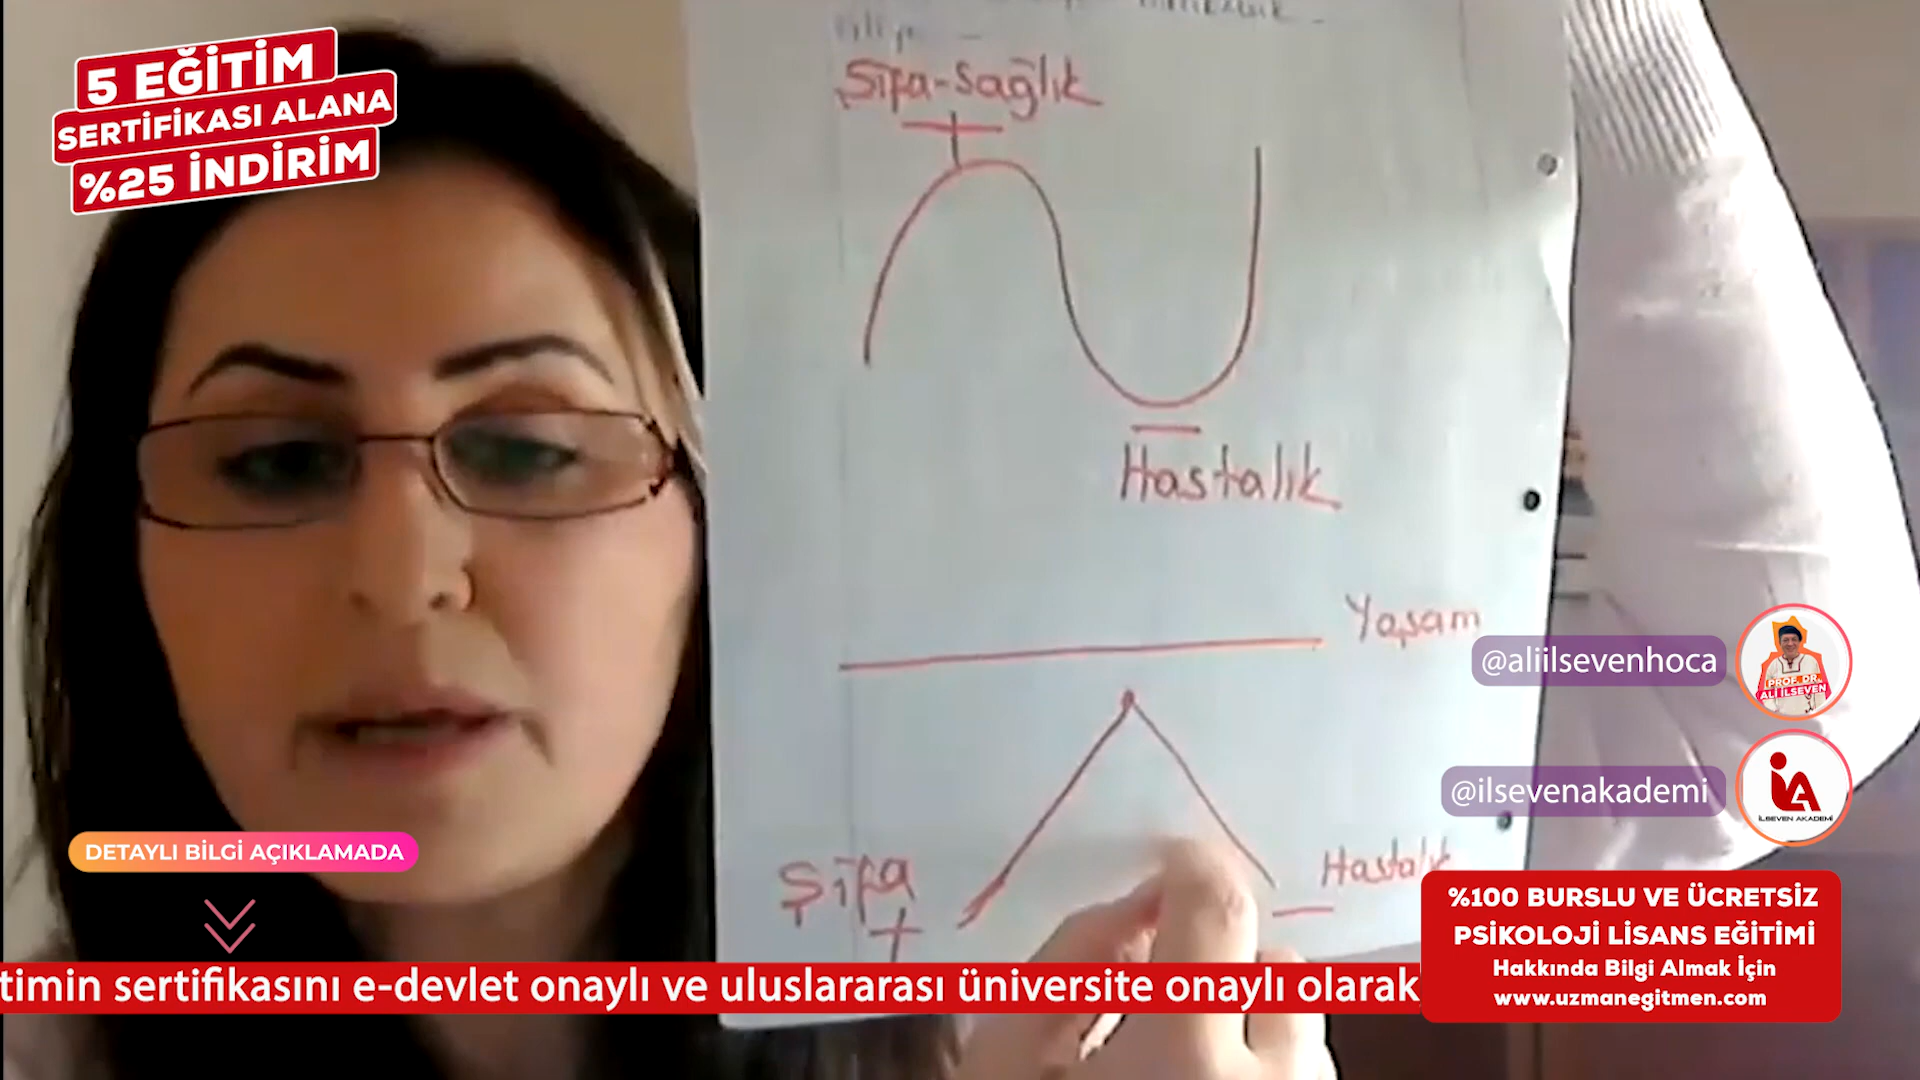 5 EĞİTİM
SERTİFİKASI ALANA
%25 İNDİRİM
Şifa-Sağlık
+
Hastalık
Yaşam
@aliilsevenhoca
PROF. DR.
ALİ İLSEVEN
@ilsevenakademi
İA
İLSEVEN AKADEMİ
DETAYLI BİLGİ AÇIKLAMADA
Şifa
+
Hastalık
-
%100 BURSLU VE ÜCRETSİZ
PSİKOLOJİ LİSANS EĞİTİMİ
Hakkında Bilgi Almak İçin
www.uzmanegitmen.com
timin sertifikasını e-devlet onaylı ve uluslararası üniversite onaylı olarak